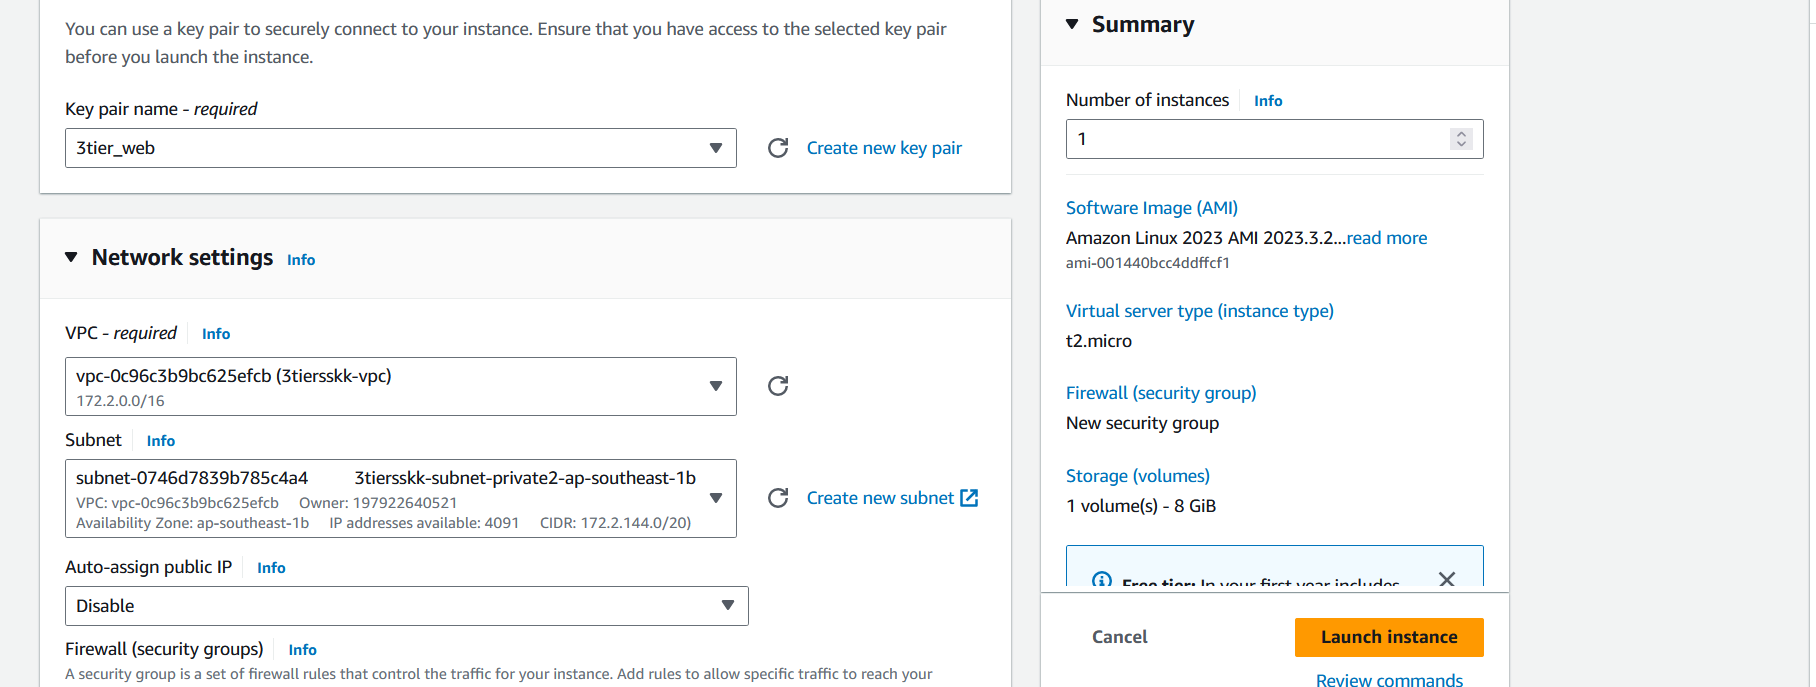 You can use a key pair to securely connect to your instance. Ensure that you have access to the selected key pair
before you launch the instance.
Key pair name - required
3tier_web
Create new key pair
Network settings Info
VPC - required Info
vpc-0c96c3b9bc625efcb (3tiersskk-vpc)
172.2.0.0/16
Subnet Info
subnet-0746d7839b785c4a4 3tiersskk-subnet-private2-ap-southeast-1b
VPC: vpc-0c96c3b9bc625efcb Owner: 197922640521
Availability Zone: ap-southeast-1b IP addresses available: 4091 CIDR: 172.2.144.0/20)
Create new subnet
Auto-assign public IP Info
Disable
Firewall (security groups) Info
A security group is a set of firewall rules that control the traffic for your instance. Add rules to allow specific traffic to reach your
Summary
Number of instances Info
1
Software Image (AMI)
Amazon Linux 2023 AMI 2023.3.2...read more
ami-001440bcc4ddffcf1
Virtual server type (instance type)
t2.micro
Firewall (security group)
New security group
Storage (volumes)
1 volume(s) - 8 GiB
Free tier: In your first year includes
Cancel
Launch instance
Review commands